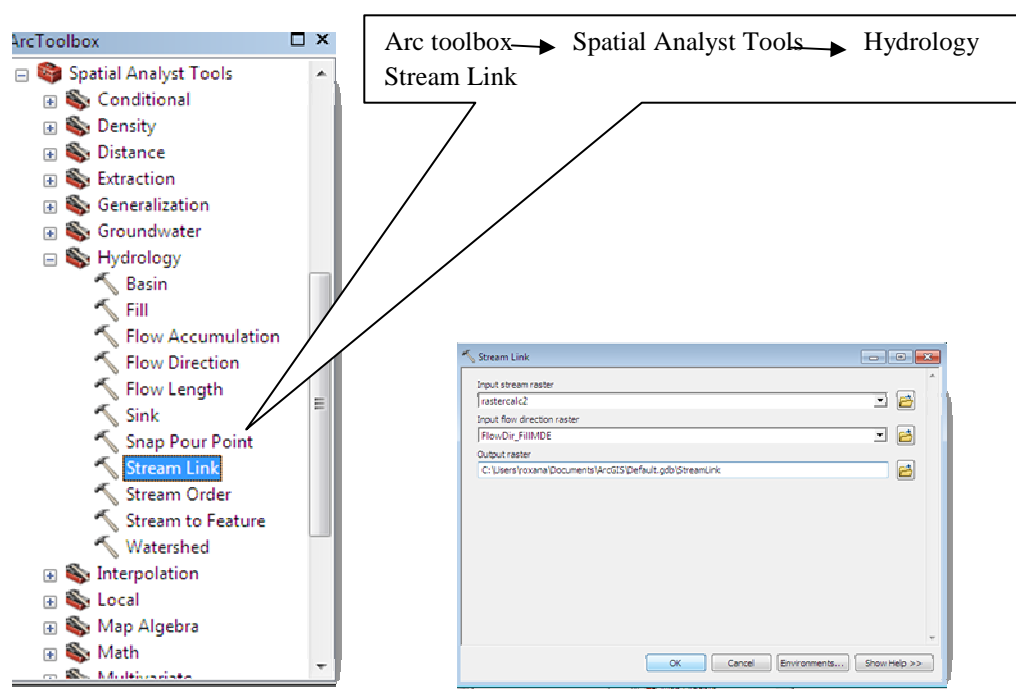 ArcToolbox
Spatial Analyst Tools
Conditional
Density
Distance
Extraction
Generalization
Groundwater
Hydrology
Basin
Fill
Flow Accumulation
Flow Direction
Flow Length
Sink
Snap Pour Point
Stream Link
Stream Order
Stream to Feature
Watershed
Interpolation
Local
Map Algebra
Math
Multivariate
Arc toolbox Spatial Analyst Tools Hydrology
Stream Link
Stream Link
Input stream raster
rastercalc2
Input flow direction raster
FlowDir_FillMDE
Output raster
C:\Users\roxana\Documents\ArcGIS\Default.gdb\StreamLink
OK Cancel Environments... Show Help >>